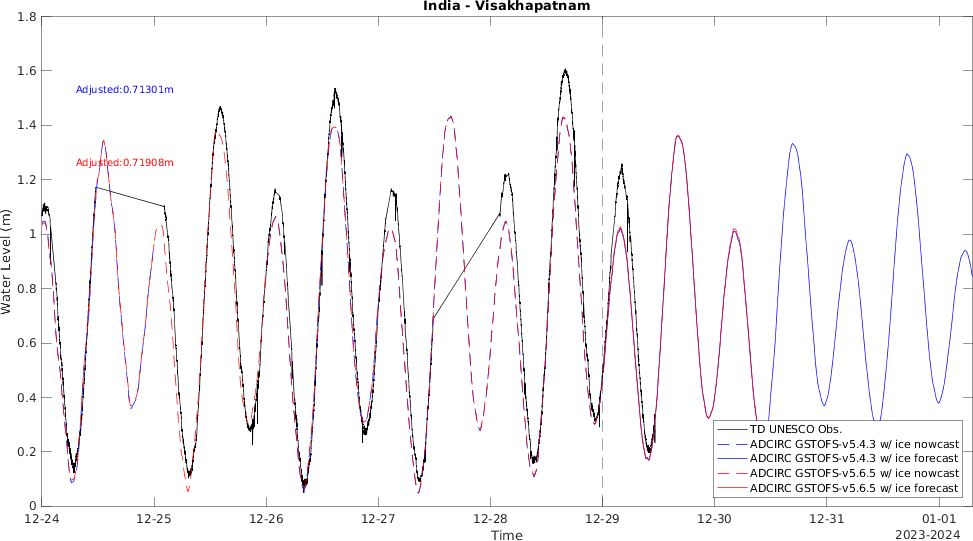 India - Visakhapatnam
1.8
1.6
1.4
1.2
1
0.8
0.6
0.4
0.2
0
Water Level (m)
Adjusted:0.71301m
Adjusted:0.71908m
TD UNESCO Obs.
ADCIRC GSTOFS-v5.4.3 w/ ice nowcast
ADCIRC GSTOFS-v5.4.3 w/ ice forecast
ADCIRC GSTOFS-v5.6.5 w/ ice nowcast
ADCIRC GSTOFS-v5.6.5 w/ ice forecast
12-24 12-25 12-26 12-27 12-28 12-29 12-30 12-31 01-01
Time
2023-2024